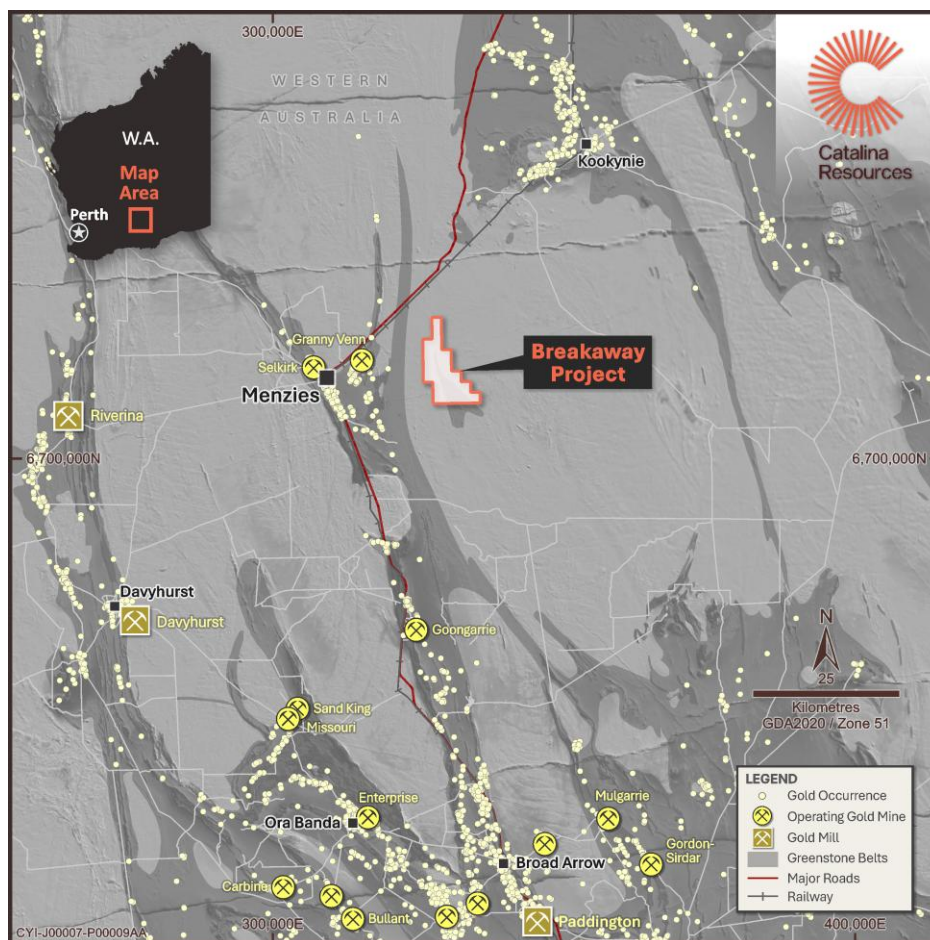 300,000E
WESTERN
AUSTRALIA
W.A.
Map
Area
Perth
Catalina
Resources
Kookynie
Granny Venn
Selkirk
Menzies
Breakaway
Project
Riverina
6,700,000N
6,700,000N
Davyhurst
Davyhurst
Goongarrie
N
25
Kilometres
GDA2020 / Zone 51
Sand King
Missouri
Enterprise
Ora Banda
Mulgarrie
Broad Arrow
Gordon-
Sirdar
Carbine
Bullant
Paddington
LEGEND
Gold Occurrence
Operating Gold Mine
Gold Mill
Greenstone Belts
Major Roads
Railway
CYI-J00007-P00009AA
300,000E
400,000E